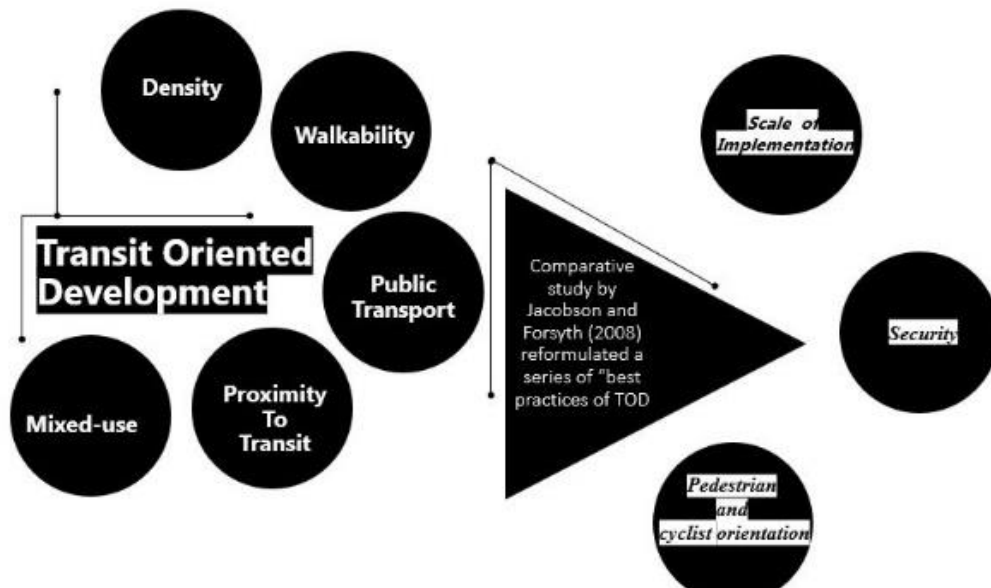 Density
Walkability
Transit Oriented
Development
Public
Transport
Proximity
To
Transit
Mixed-use
Comparative
study by
Jacobson and
Forsyth (2008)
reformulated a
series of "best
practices of TOD
Scale of
Implementation
Security
Pedestrian
and
cyclist orientation